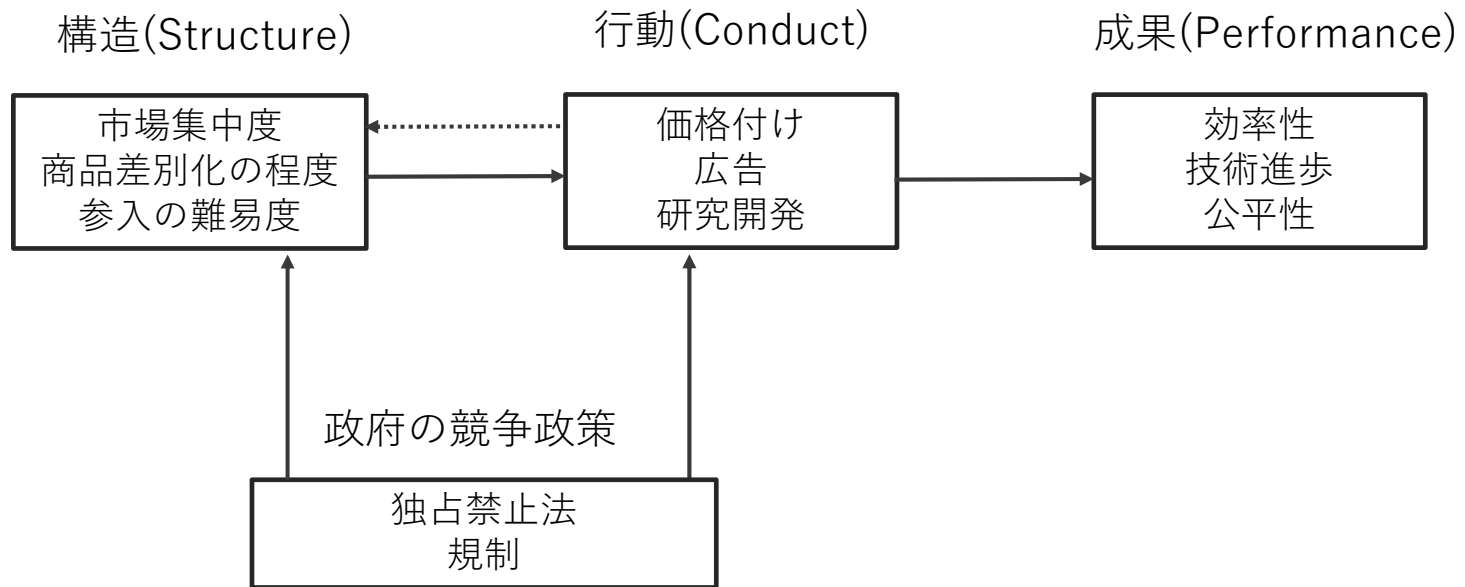 構造(Structure)
行動(Conduct)
成果(Performance)
市場集中度
商品差別化の程度
参入の難易度
価格付け
広告
研究開発
効率性
技術進歩
公平性
政府の競争政策
独占禁止法
規制